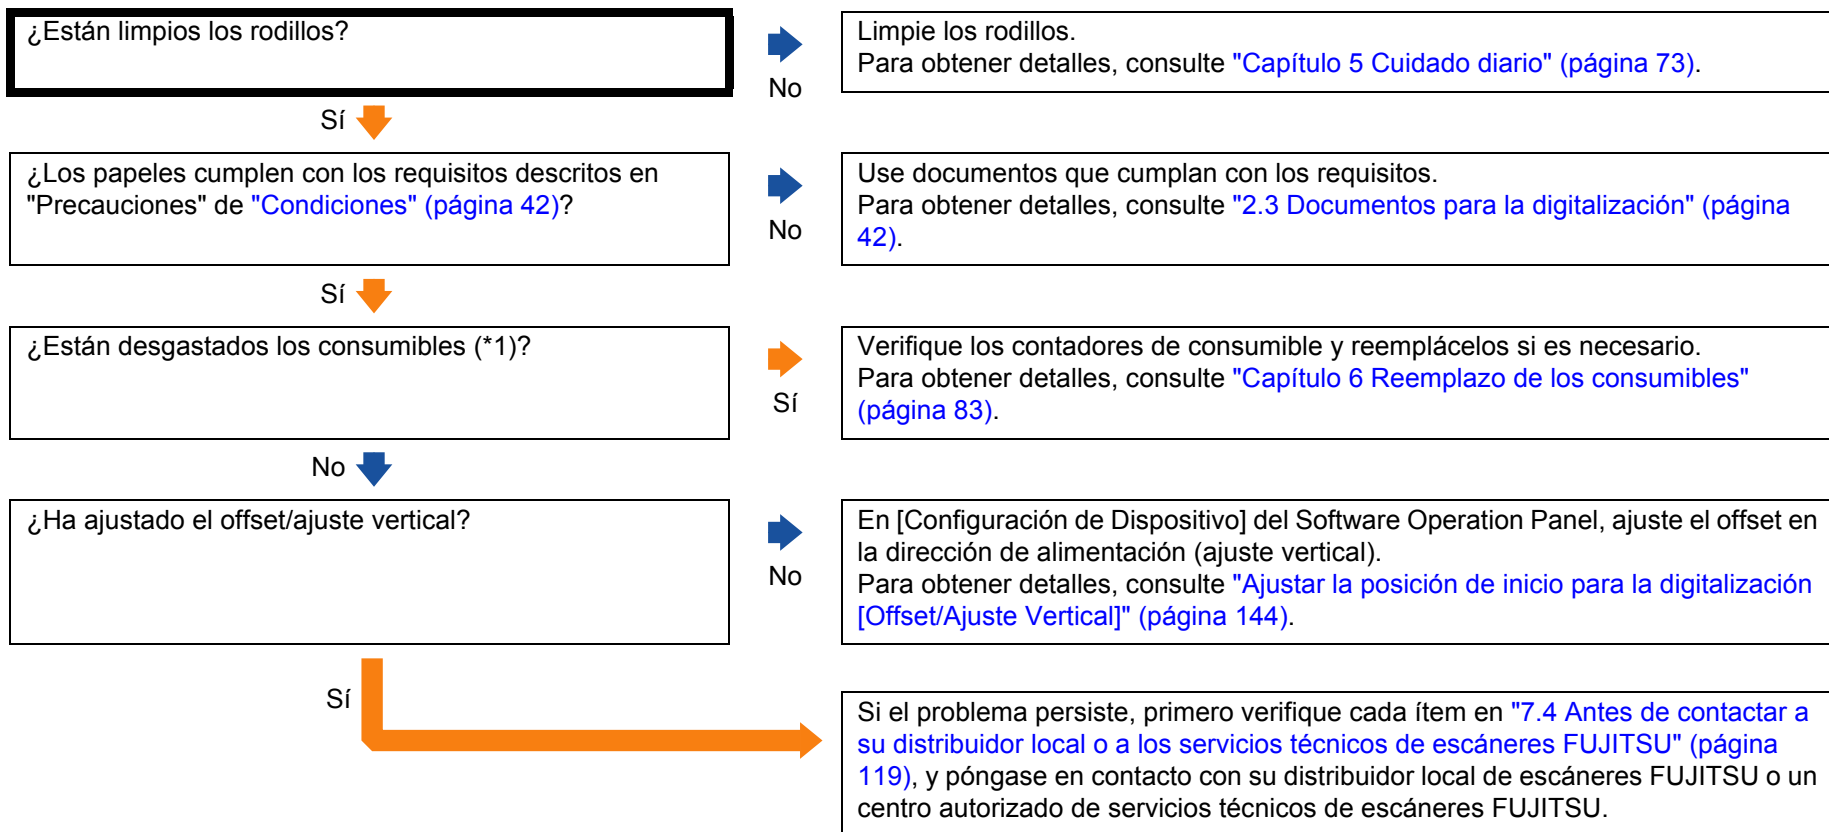 ¿Están limpios los rodillos?
No
Limpie los rodillos.
Para obtener detalles, consulte "Capítulo 5 Cuidado diario" (página 73).
Sí
¿Los papeles cumplen con los requisitos descritos en
"Precauciones" de "Condiciones" (página 42)?
No
Use documentos que cumplan con los requisitos.
Para obtener detalles, consulte "2.3 Documentos para la digitalización" (página
42).
Sí
¿Están desgastados los consumibles (*1)?
Sí
Verifique los contadores de consumible y reemplácelos si es necesario.
Para obtener detalles, consulte "Capítulo 6 Reemplazo de los consumibles"
(página 83).
No
¿Ha ajustado el offset/ajuste vertical?
No
En [Configuración de Dispositivo] del Software Operation Panel, ajuste el offset en
la dirección de alimentación (ajuste vertical).
Para obtener detalles, consulte "Ajustar la posición de inicio para la digitalización
[Offset/Ajuste Vertical]" (página 144).
Sí
Si el problema persiste, primero verifique cada ítem en "7.4 Antes de contactar a
su distribuidor local o a los servicios técnicos de escáneres FUJITSU" (página
119), y póngase en contacto con su distribuidor local de escáneres FUJITSU o un
centro autorizado de servicios técnicos de escáneres FUJITSU.